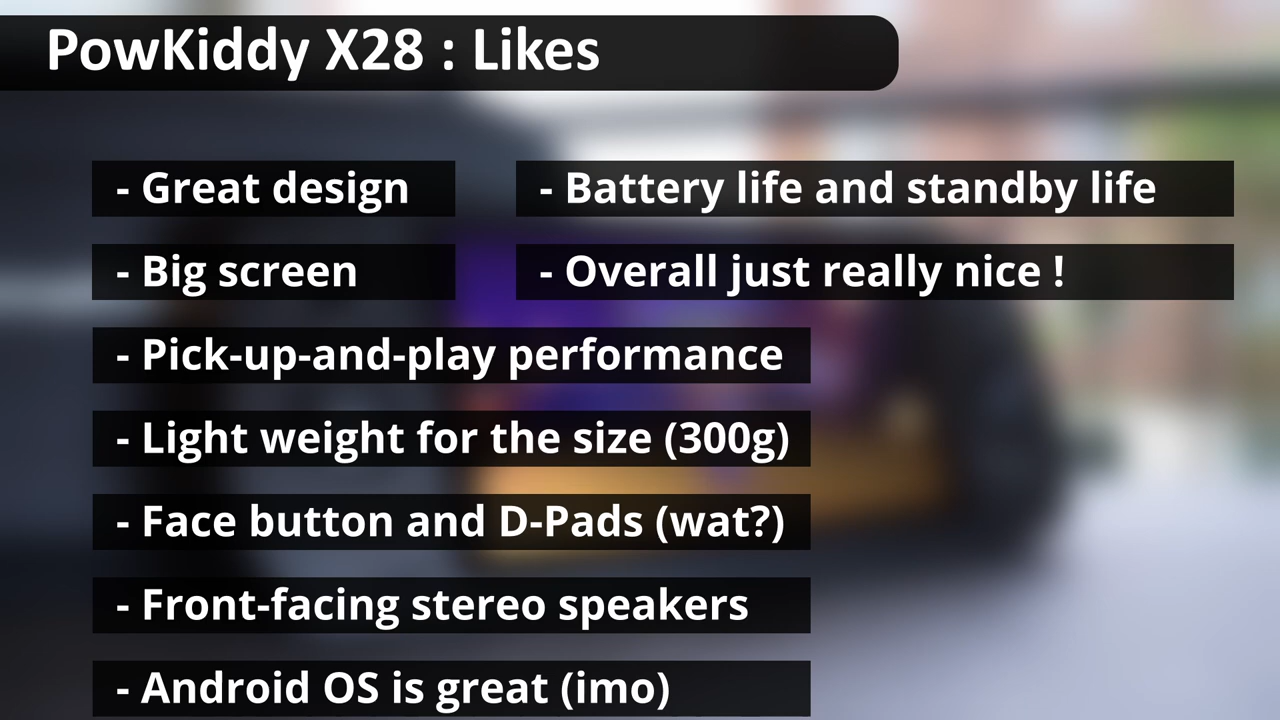 PowKiddy X28 : Likes
- Great design
- Big screen
- Pick-up-and-play performance
- Light weight for the size (300g)
- Face button and D-Pads (wat?)
- Front-facing stereo speakers
- Android OS is great (imo)
- Battery life and standby life
- Overall just really nice !